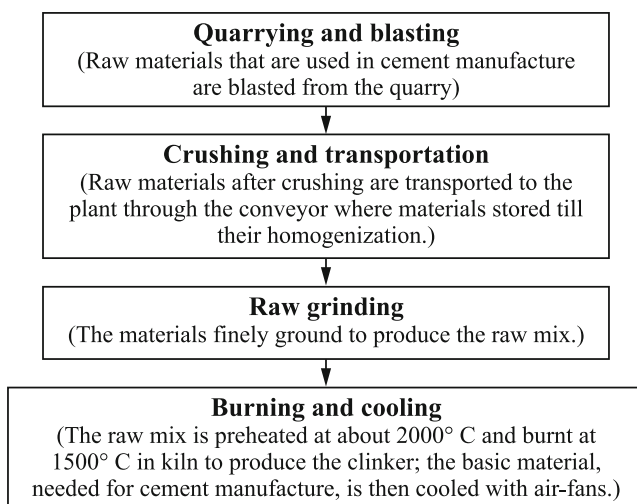 Quarrying and blasting
(Raw materials that are used in cement manufacture
are blasted from the quarry)
Crushing and transportation
(Raw materials after crushing are transported to the
plant through the conveyor where materials stored till
their homogenization.)
Raw grinding
(The materials finely ground to produce the raw mix.)
Burning and cooling
(The raw mix is preheated at about 2000° C and burnt at
1500° C in kiln to produce the clinker; the basic material,
needed for cement manufacture, is then cooled with air-fans.)